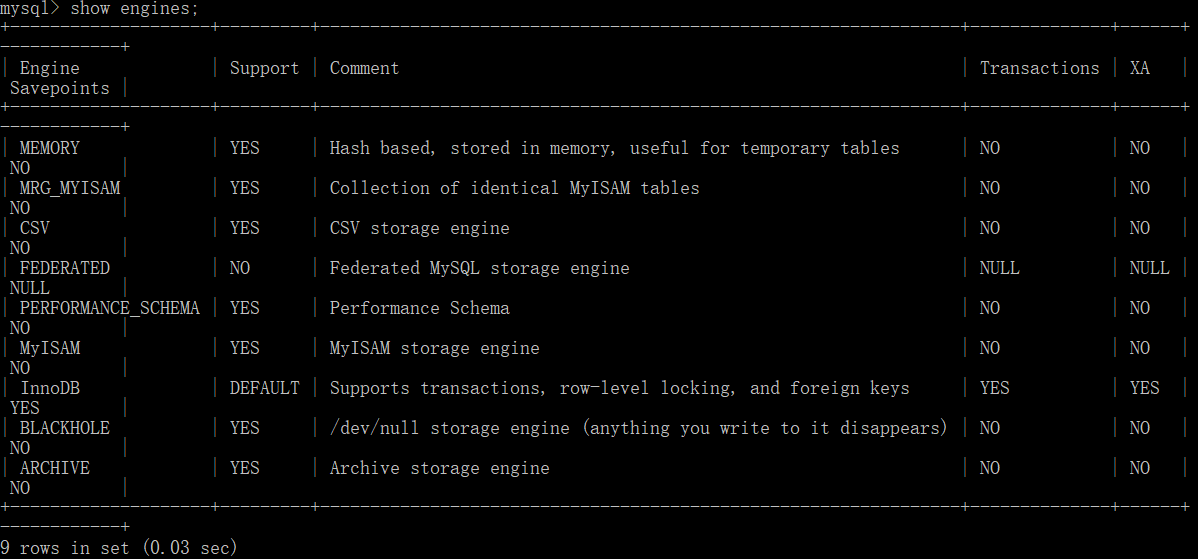 mysql> show engines;
+--------------------+---------+----------------------------------------------------------------+--------------+------+
------------+
| Engine             | Support | Comment                                                        | Transactions | XA   |
 Savepoints |
+--------------------+---------+----------------------------------------------------------------+--------------+------+
------------+
| MEMORY             | YES     | Hash based, stored in memory, useful for temporary tables      | NO           | NO   |
 NO         |
| MRG_MYISAM         | YES     | Collection of identical MyISAM tables                          | NO           | NO   |
 NO         |
| CSV                | YES     | CSV storage engine                                             | NO           | NO   |
 NO         |
| FEDERATED          | NO      | Federated MySQL storage engine                                 | NULL         | NULL |
 NULL       |
| PERFORMANCE_SCHEMA | YES     | Performance Schema                                             | NO           | NO   |
 NO         |
| MyISAM             | YES     | MyISAM storage engine                                          | NO           | NO   |
 NO         |
| InnoDB             | DEFAULT | Supports transactions, row-level locking, and foreign keys     | YES          | YES  |
 YES        |
| BLACKHOLE          | YES     | /dev/null storage engine (anything you write to it disappears) | NO           | NO   |
 NO         |
| ARCHIVE            | YES     | Archive storage engine                                         | NO           | NO   |
 NO         |
+--------------------+---------+----------------------------------------------------------------+--------------+------+
------------+
9 rows in set (0.03 sec)